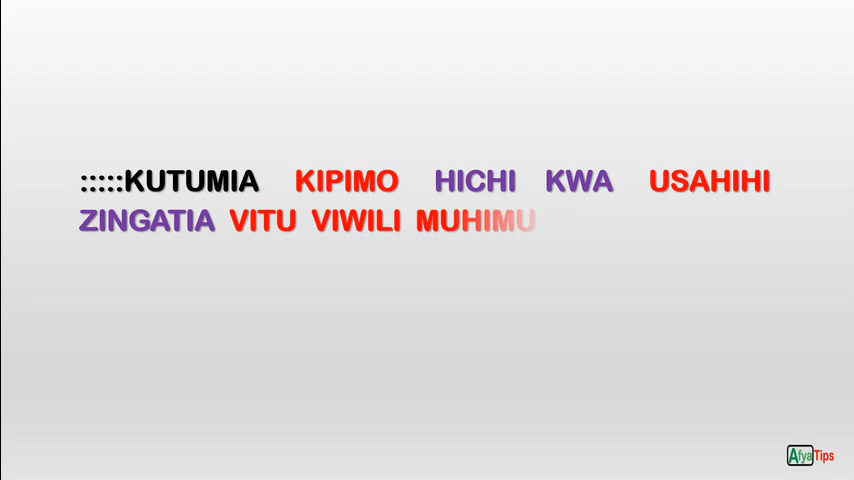 :::::KUTUMIA KIPIMO HICHI KWA USAHIHI
ZINGATIA VITU VIWILI MUHIMU
AfyaTips